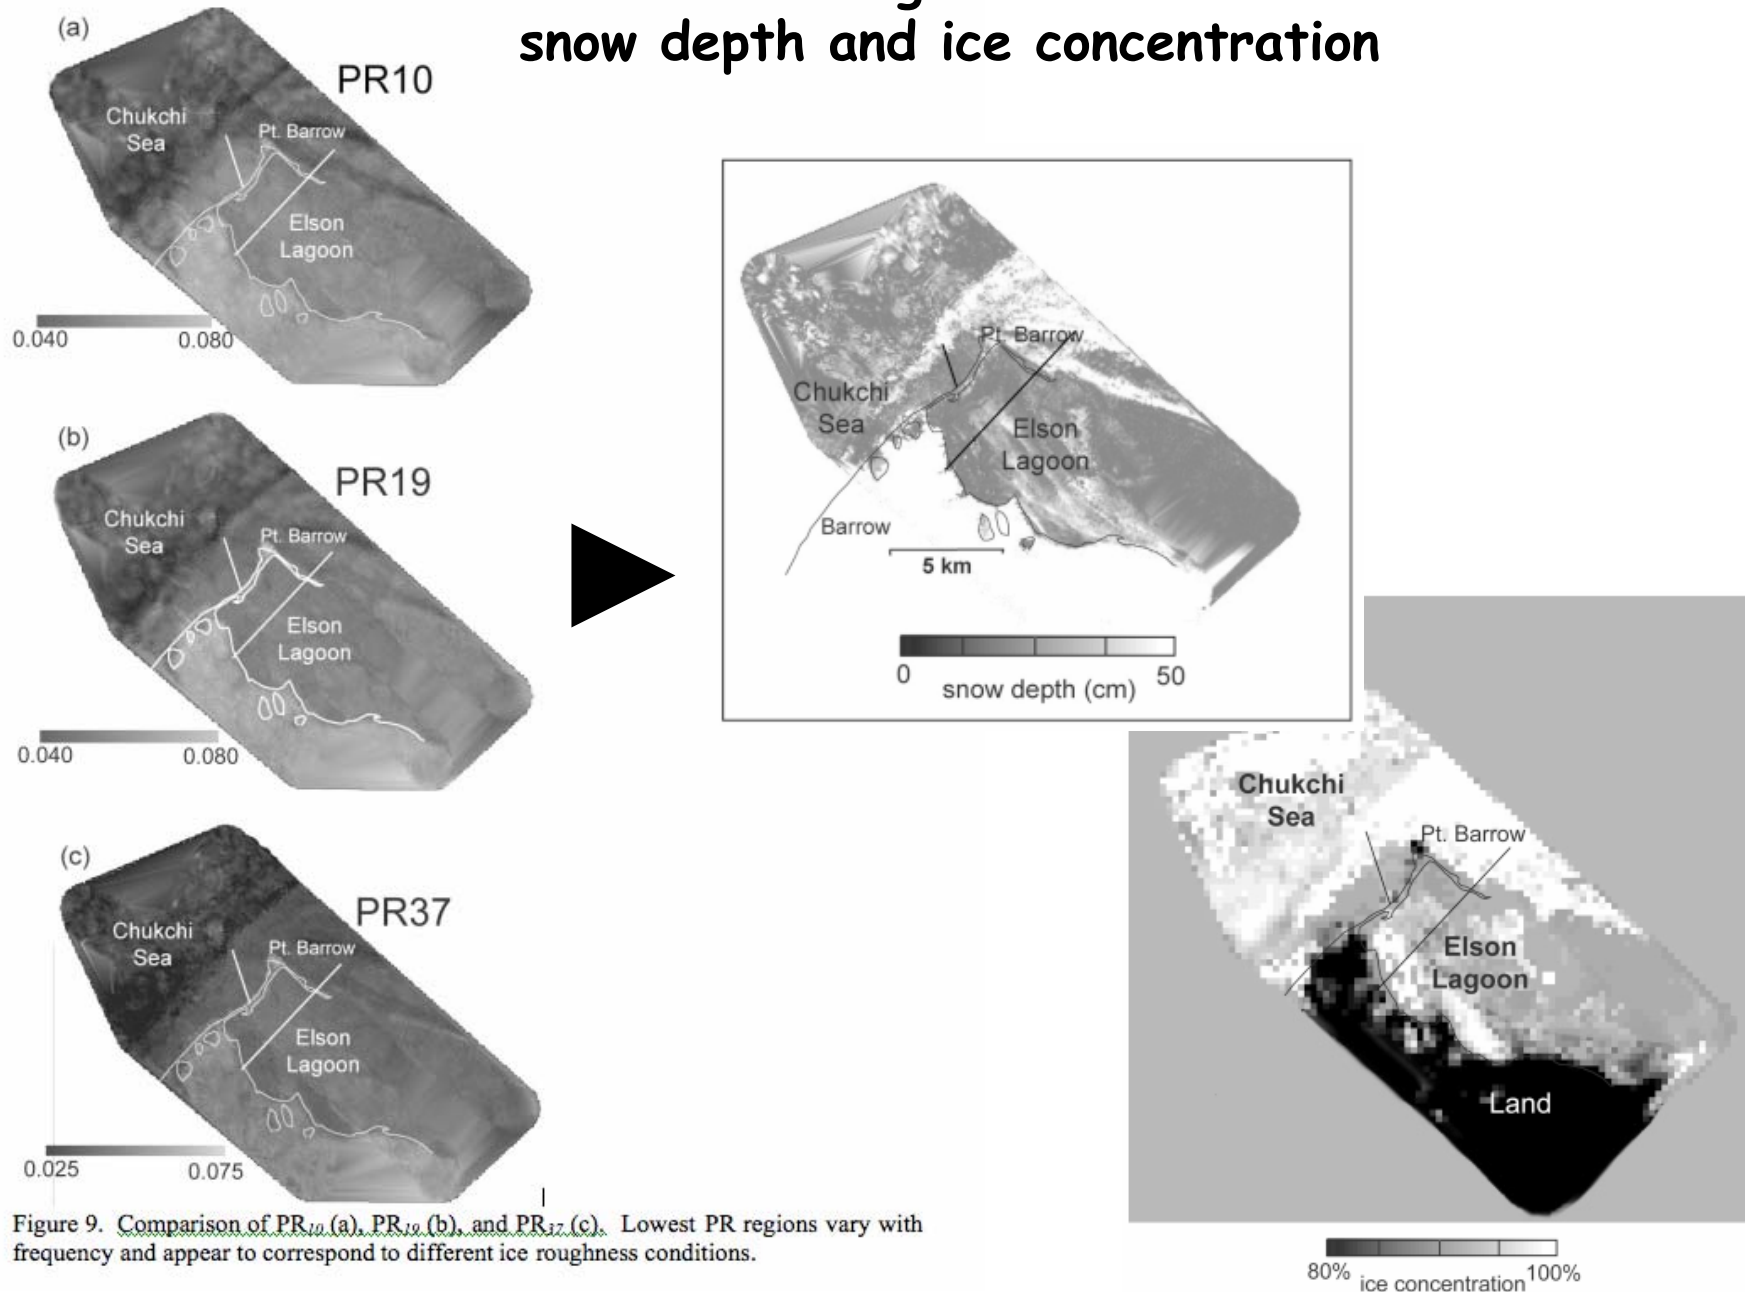 snow depth and ice concentration
(a)
PR10
Chukchi
Sea
Pt. Barrow
Elson
Lagoon
0.040 0.080
(b)
PR19
Chukchi
Sea
Pt. Barrow
Elson
Lagoon
0.040 0.080
(c)
PR37
Chukchi
Sea
Pt. Barrow
Elson
Lagoon
0.025 0.075
Figure 9. Comparison of PR10 (a), PR19 (b), and PR37 (c). Lowest PR regions vary with
frequency and appear to correspond to different ice roughness conditions.
Pt. Barrow
Chukchi
Sea
Elson
Lagoon
Barrow
5 km
0 50
snow depth (cm)
Chukchi
Sea
Pt. Barrow
Elson
Lagoon
Land
80% 100%
ice concentration